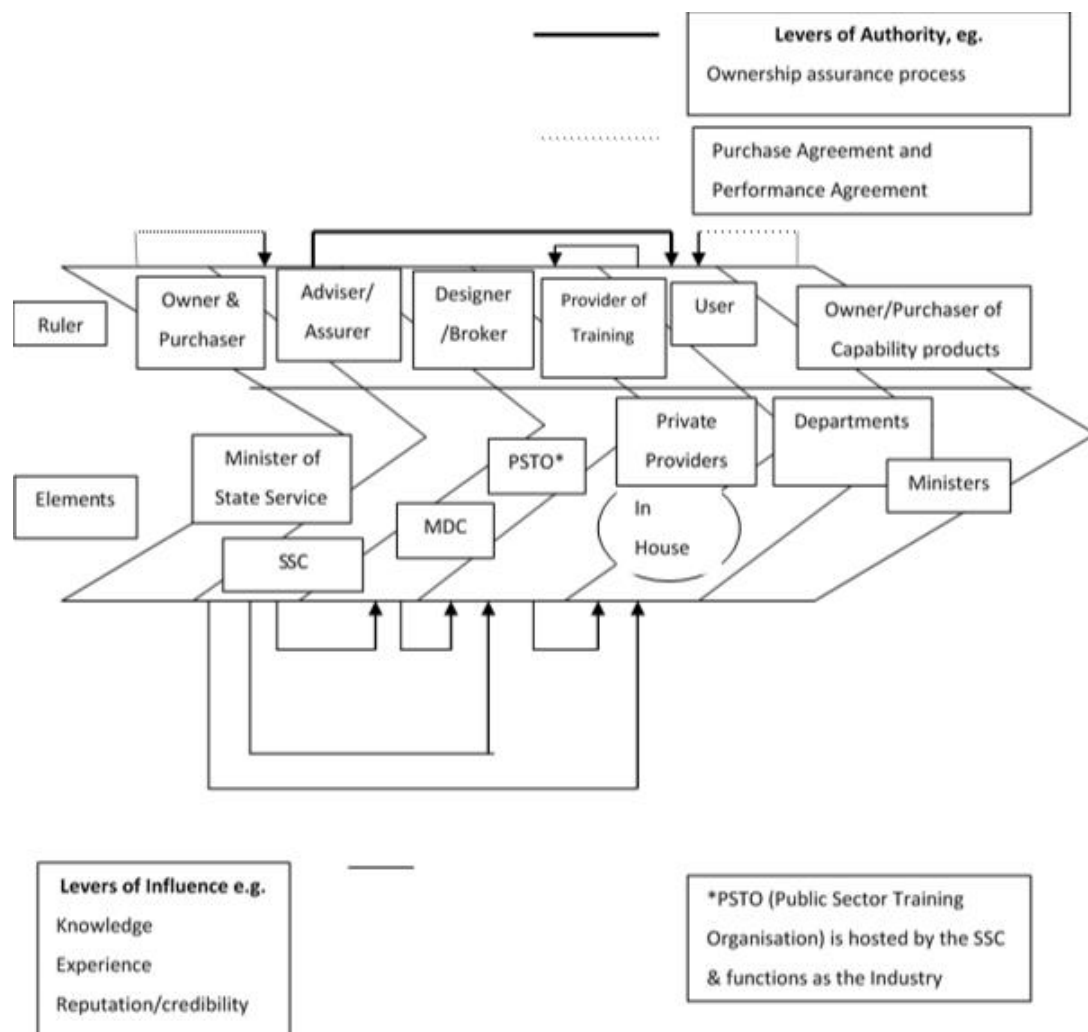 Levers of Authority, eg.
Ownership assurance process
Purchase Agreement and
Performance Agreement
Ruler
Owner &
Purchaser
Adviser/
Assurer
Designer
/Broker
Provider of
Training
User
Owner/Purchaser of
Capability products
Elements
Minister of
State Service
SSC
MDC
PSTO*
Private
Providers
In
House
Departments
Ministers
Levers of Influence e.g.
Knowledge
Experience
Reputation/credibility
*PSTO (Public Sector Training
Organisation) is hosted by the SSC
& functions as the Industry